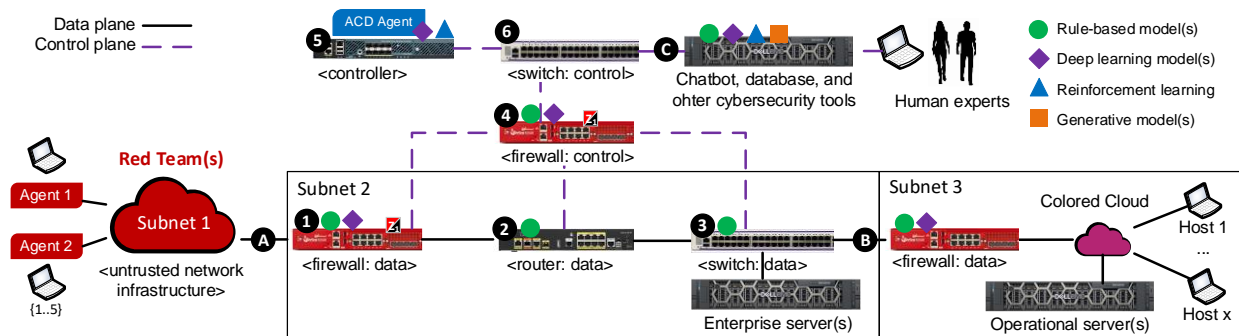 Data plane
Control plane
ACD Agent
5
<controller>
6
<switch: control>
C
Chatbot, database, and
ohter cybersecurity tools
Human experts
Rule-based model(s)
Deep learning model(s)
Reinforcement learning
Generative model(s)
4
<firewall: control>
Red Team(s)
Agent 1
Agent 2
{1..5}
Subnet 1
<untrusted network
infrastructure>
A
Subnet 2
1
<firewall: data>
2
<router: data>
3
<switch: data>
Enterprise server(s)
B
Subnet 3
<firewall: data>
Colored Cloud
Operational server(s)
Host 1
...
Host x